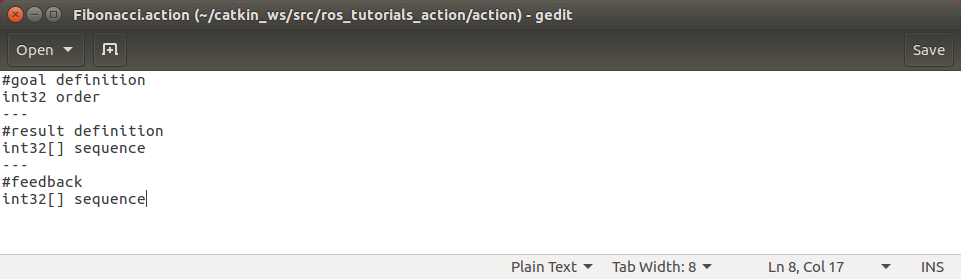 Fibonacci.action (~/catkin_ws/src/ros_tutorials_action/action) - gedit
Open Save
#goal definition
int32 order
---
#result definition
int32[] sequence
---
#feedback
int32[] sequence
Plain Text Tab Width: 8 Ln 8, Col 17 INS